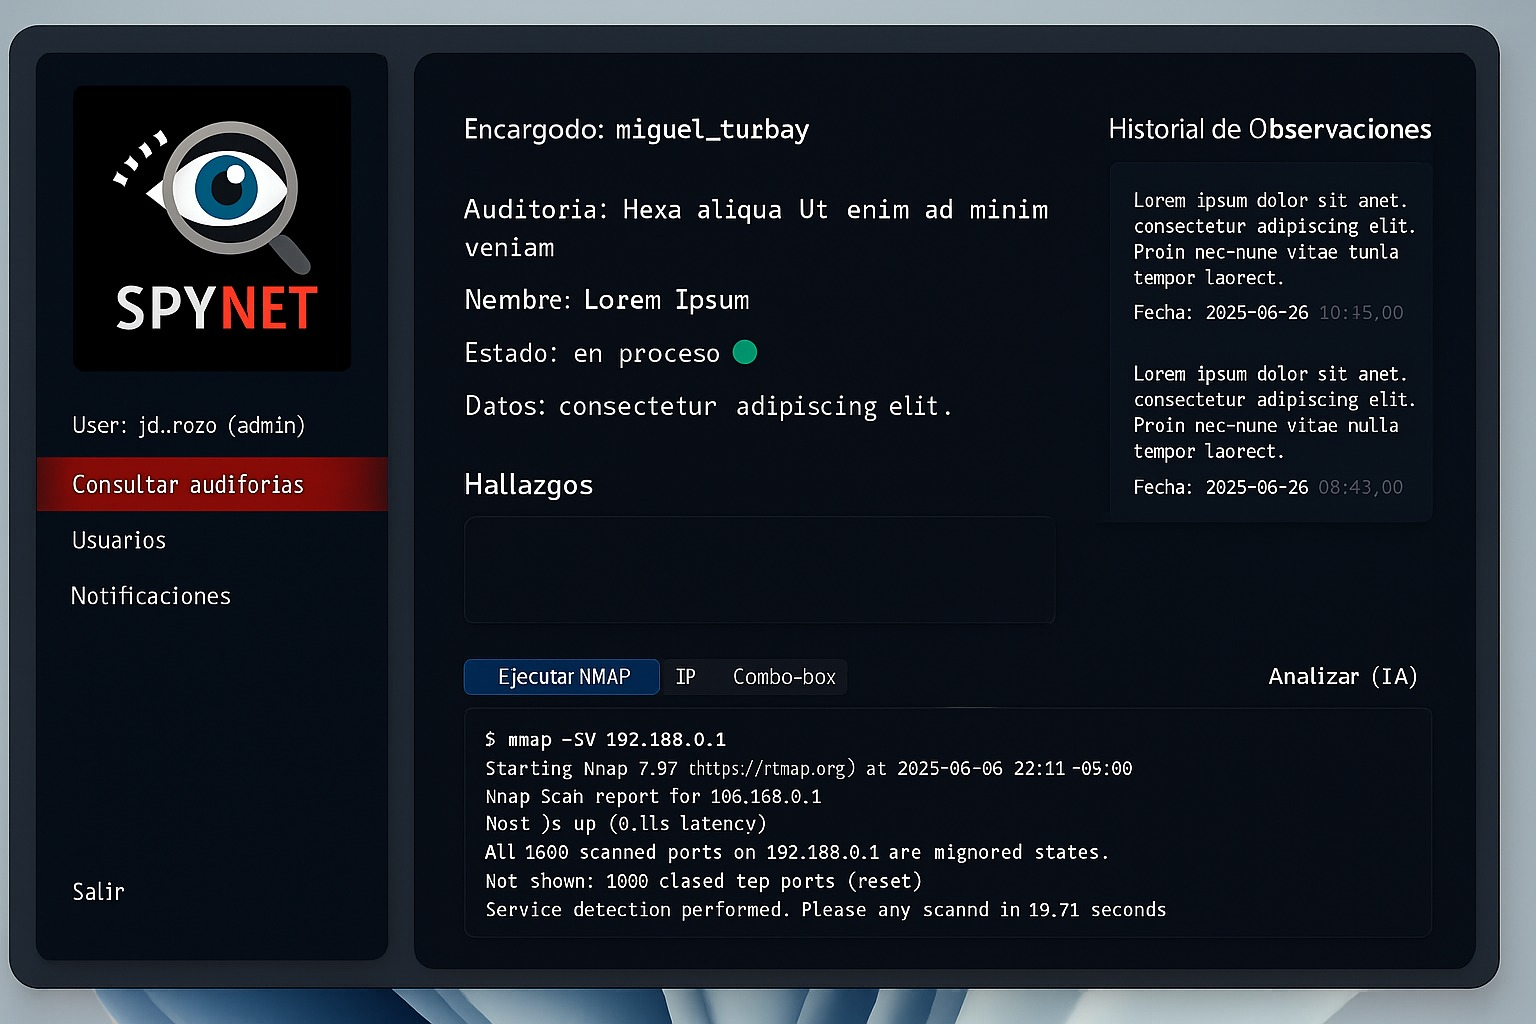 SPYNET
User: jd..rozo (admin)
Consultar audiforias
Usuarios
Notificaciones
Salir
Encargodo: miguel_turbay
Auditoria: Hexa aliqua Ut enim ad minim
veniam
Nembre: Lorem Ipsum
Estado: en proceso
Datos: consectetur adipiscing elit.
Hallazgos
Historial de Observaciones
Lorem ipsum dolor sit anet.
consectetur adipiscing elit.
Proin nec-nune vitae tunla
tempor laorect.
Fecha: 2025-06-26 10:15,00
Lorem ipsum dolor sit anet.
consectetur adipiscing elit.
Proin nec-nune vitae nulla
tempor laorect.
Fecha: 2025-06-26 08:43,00
Ejecutar NMAP IP Combo-box
Analizar (IA)
$ mmap -SV 192.188.0.1
Starting Nnap 7.97 thttps://rtmap.org) at 2025-06-06 22:11 -05:00
Nnap Scah report for 106.168.0.1
Nost )s up (0.lls latency)
All 1600 scanned ports on 192.188.0.1 are mignored states.
Not shown: 1000 clased tep ports (reset)
Service detection performed. Please any scannd in 19.71 seconds